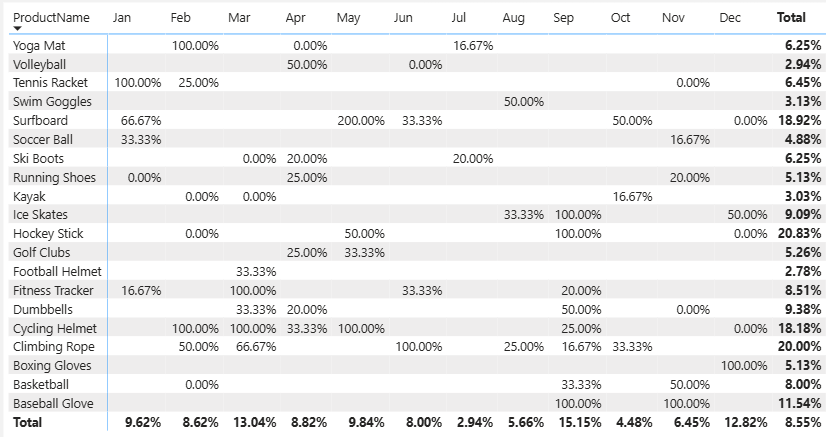 ProductName Jan Feb Mar Apr May Jun Jul Aug Sep Oct Nov Dec Total
Yoga Mat 100.00% 0.00% 16.67% 6.25%
Volleyball 50.00% 0.00% 2.94%
Tennis Racket 100.00% 25.00% 0.00% 6.45%
Swim Goggles 50.00% 3.13%
Surfboard 66.67% 200.00% 33.33% 50.00% 0.00% 18.92%
Soccer Ball 33.33% 16.67% 4.88%
Ski Boots 0.00% 20.00% 20.00% 6.25%
Running Shoes 0.00% 25.00% 20.00% 5.13%
Kayak 0.00% 0.00% 16.67% 3.03%
Ice Skates 33.33% 100.00% 50.00% 9.09%
Hockey Stick 0.00% 50.00% 100.00% 0.00% 20.83%
Golf Clubs 25.00% 33.33% 5.26%
Football Helmet 33.33% 2.78%
Fitness Tracker 16.67% 100.00% 33.33% 20.00% 8.51%
Dumbbells 33.33% 20.00% 50.00% 0.00% 9.38%
Cycling Helmet 100.00% 100.00% 33.33% 100.00% 25.00% 0.00% 18.18%
Climbing Rope 50.00% 66.67% 100.00% 25.00% 16.67% 33.33% 20.00%
Boxing Gloves 100.00% 5.13%
Basketball 0.00% 33.33% 50.00% 8.00%
Baseball Glove 100.00% 100.00% 11.54%
Total 9.62% 8.62% 13.04% 8.82% 9.84% 8.00% 2.94% 5.66% 15.15% 4.48% 6.45% 12.82% 8.55%